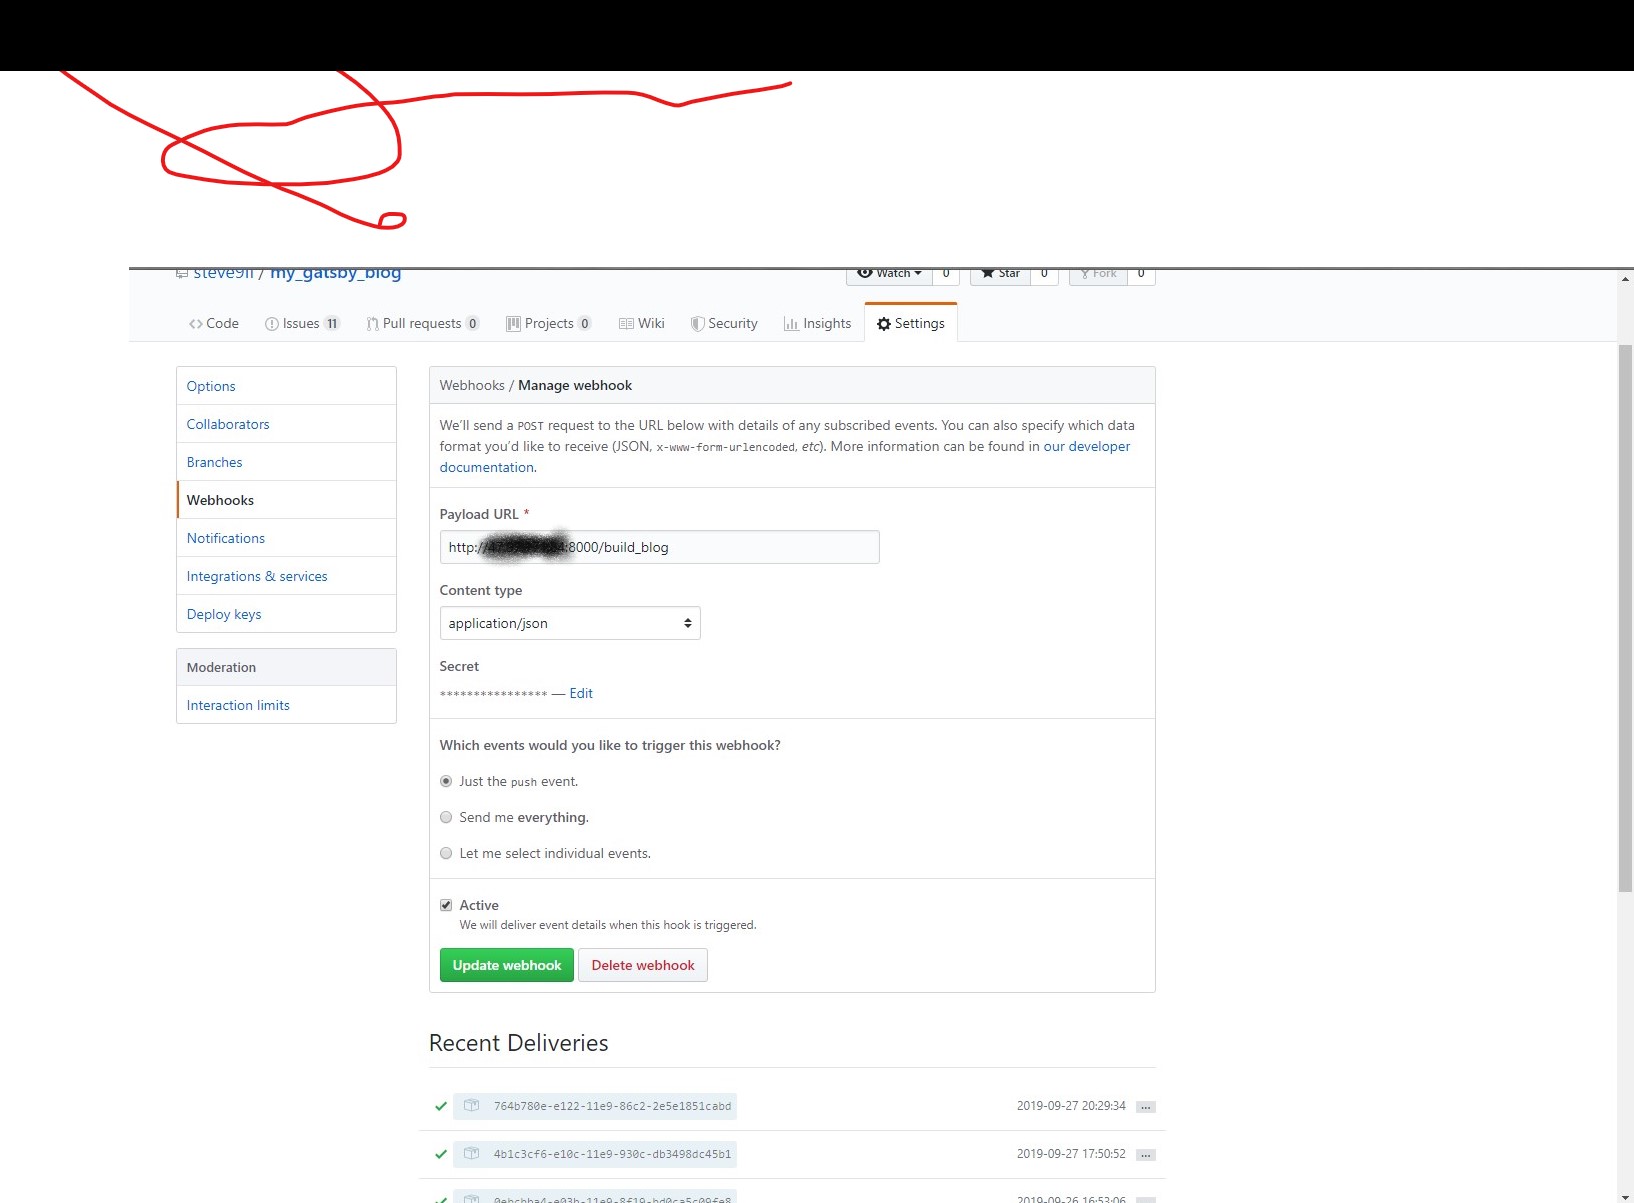 steve9ll / my_gatsby_blog Watch 0 Star 0 Fork 0
Code Issues 11 Pull requests 0 Projects 0 Wiki Security Insights Settings
Options
Collaborators
Branches
Webhooks
Notifications
Integrations & services
Deploy keys
Moderation
Interaction limits
Webhooks / Manage webhook
We’ll send a POST request to the URL below with details of any subscribed events. You can also specify which data
format you’d like to receive (JSON, x-www-form-urlencoded, etc). More information can be found in our developer
documentation.
Payload URL *
http:// :8000/build_blog
Content type
application/json
Secret
**************** — Edit
Which events would you like to trigger this webhook?
Just the push event.
Send me everything.
Let me select individual events.
Active
We will deliver event details when this hook is triggered.
Update webhook Delete webhook
Recent Deliveries
764b780e-e122-11e9-86c2-2e5e1851cabd 2019-09-27 20:29:34 ...
4b1c3cf6-e10c-11e9-930c-db3498dc45b1 2019-09-27 17:50:52 ...
2019-09-26 16:53:06